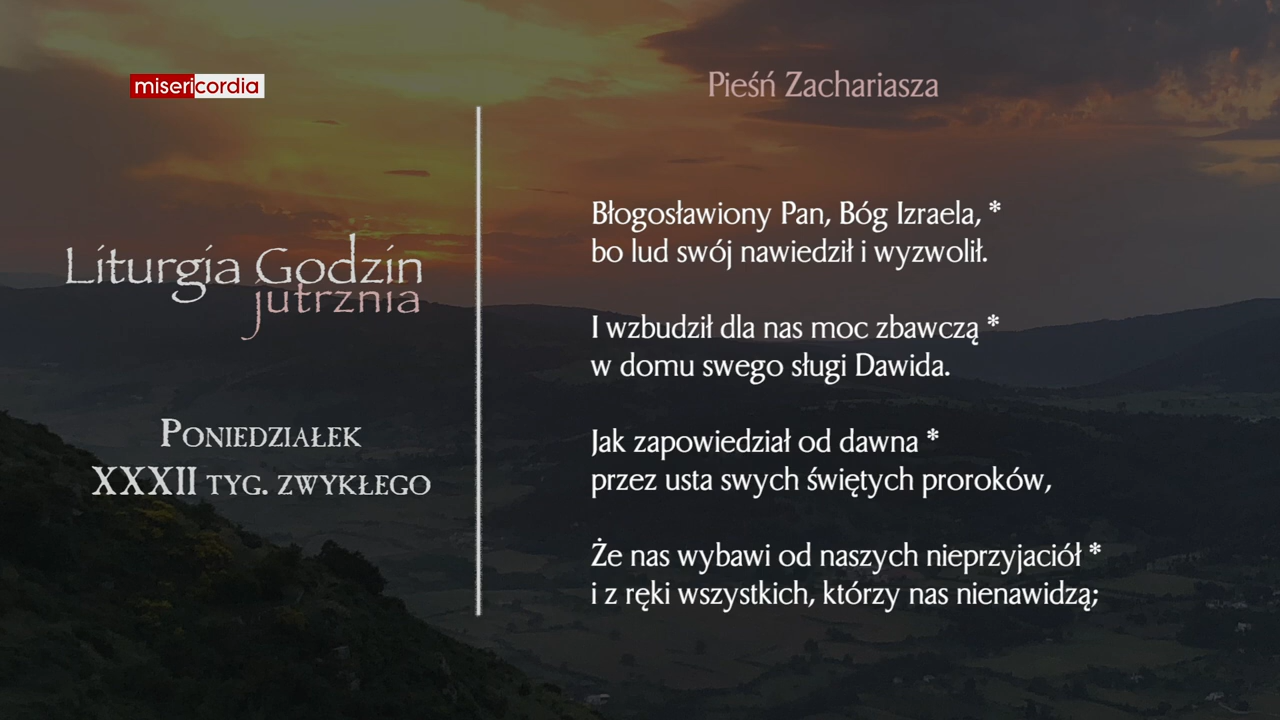 misericordia
Liturgia Godzin
jutrznia
Poniedziałek
XXXII tyg. zwykłego
Pieśń Zachariasza
Błogosławiony Pan, Bóg Izraela, *
bo lud swój nawiedził i wyzwolił.
I wzbudził dla nas moc zbawczą *
w domu swego sługi Dawida.
Jak zapowiedział od dawna *
przez usta swych świętych proroków,
Że nas wybawi od naszych nieprzyjaciół *
i z ręki wszystkich, którzy nas nienawidzą;